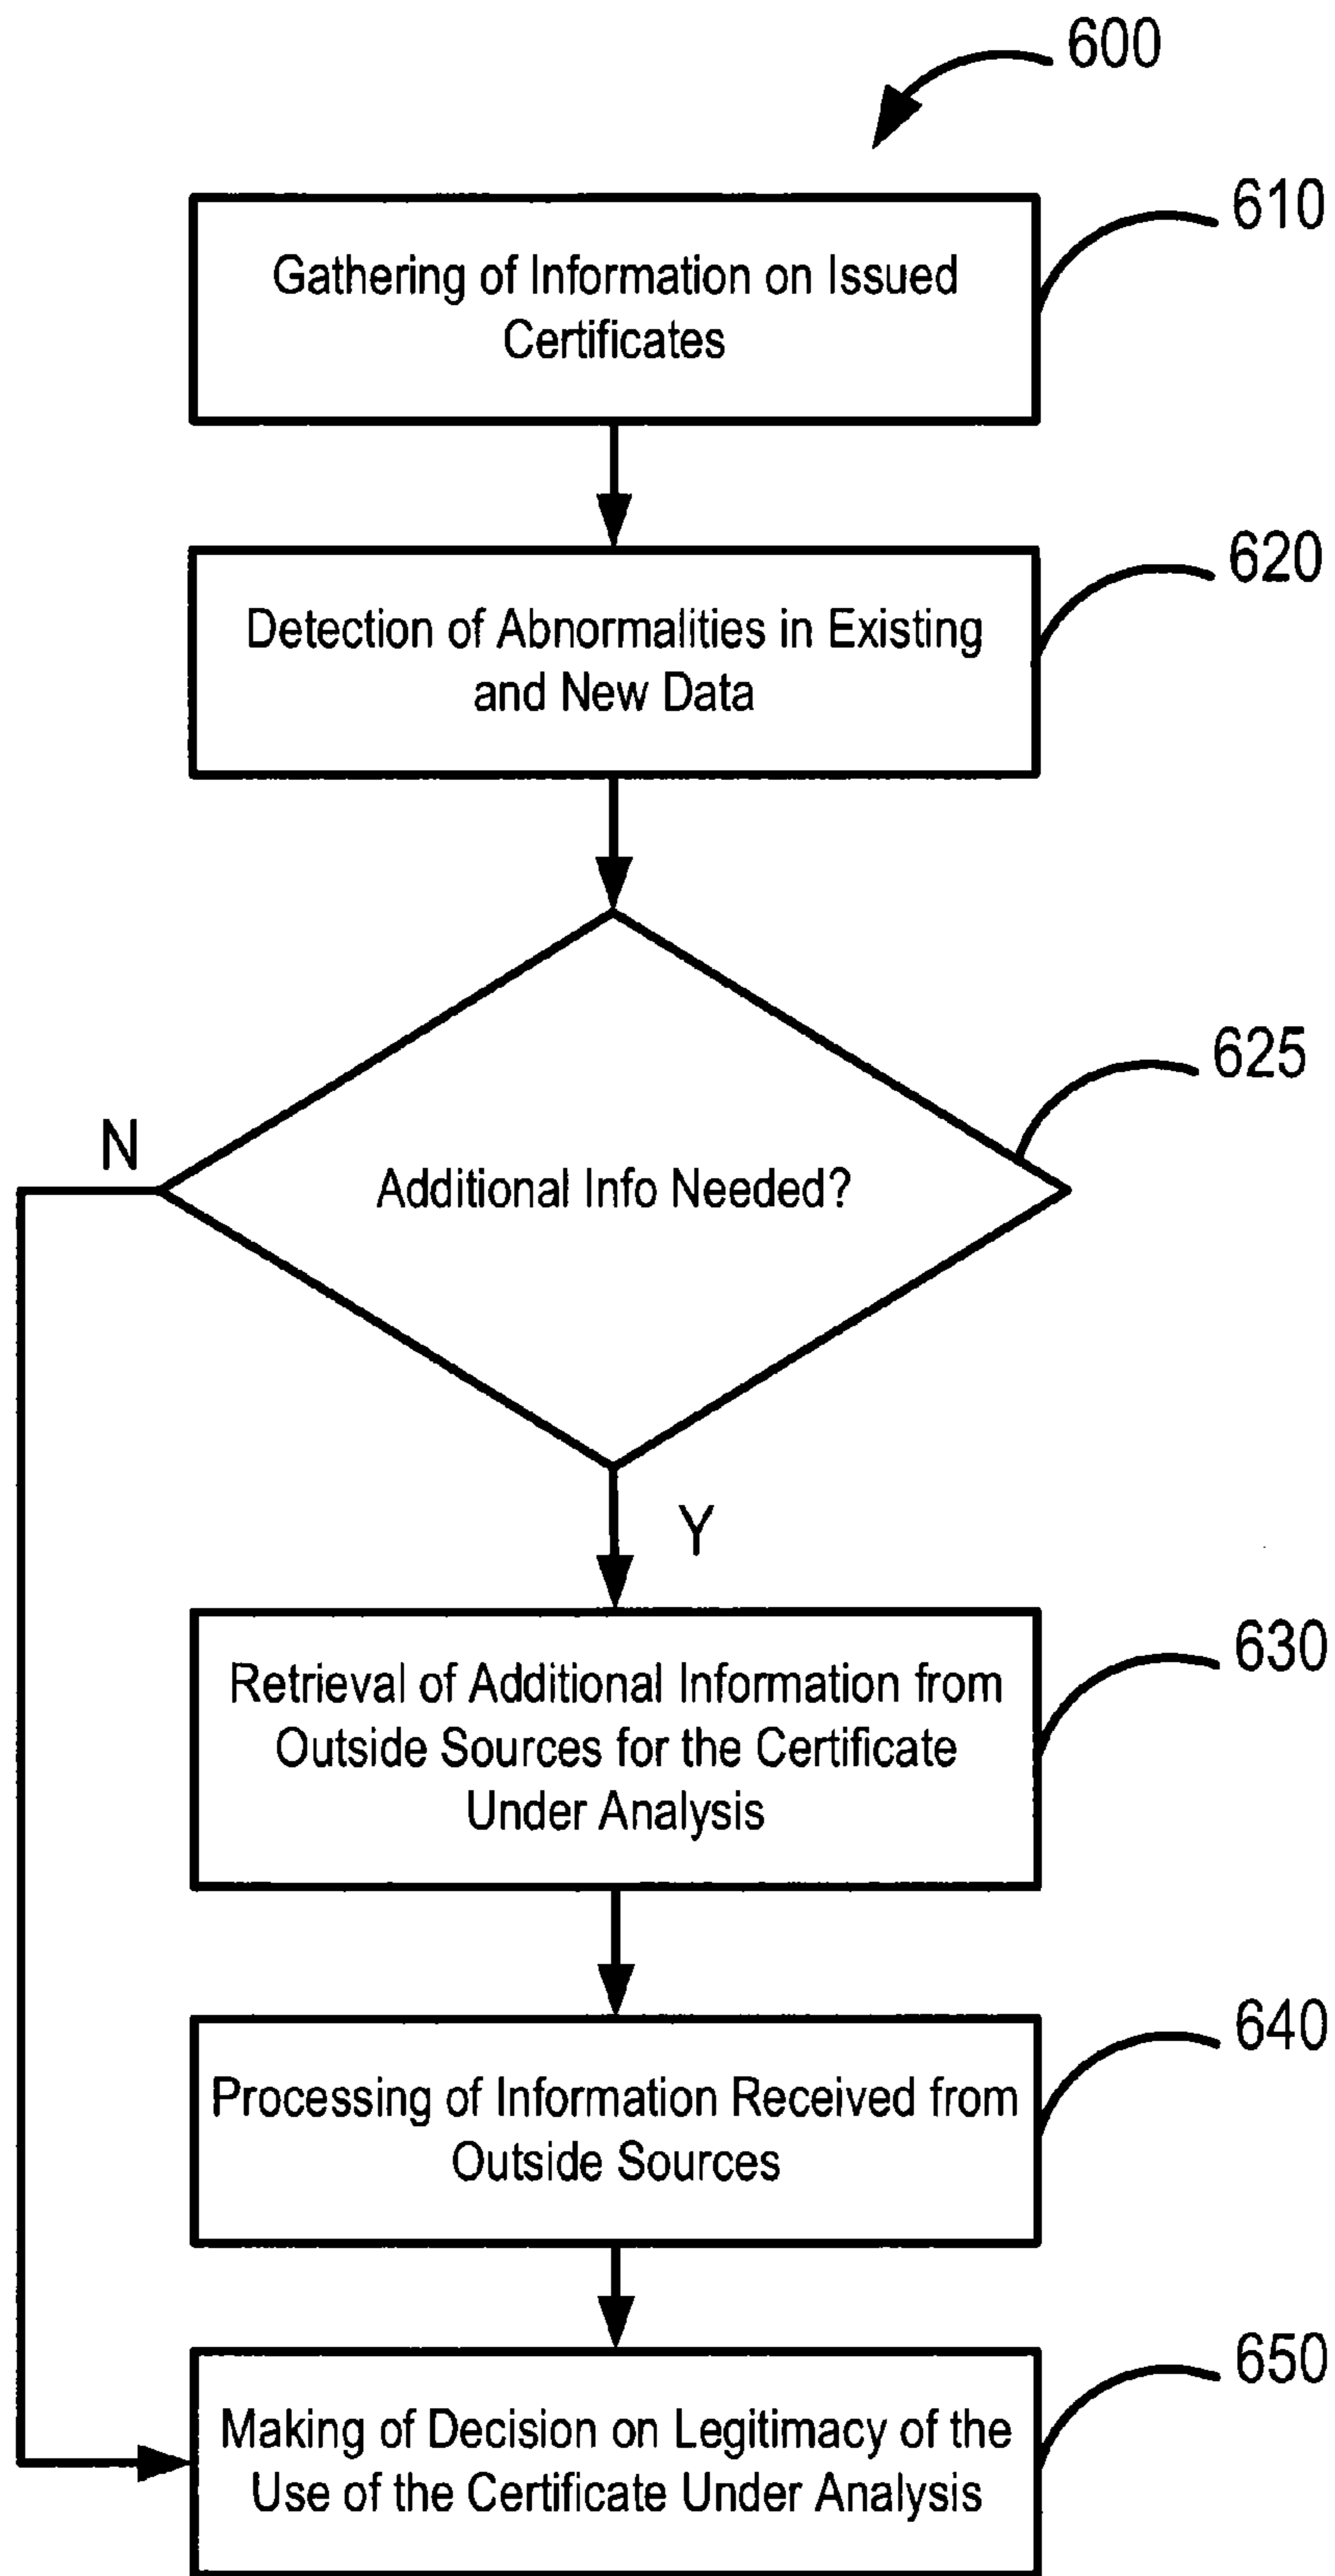 600
610
Gathering of Information on Issued
Certificates
620
Detection of Abnormalities in Existing
and New Data
625
N
Additional Info Needed?
Y
630
Retrieval of Additional Information from
Outside Sources for the Certificate
Under Analysis
640
Processing of Information Received from
Outside Sources
650
Making of Decision on Legitimacy of the
Use of the Certificate Under Analysis